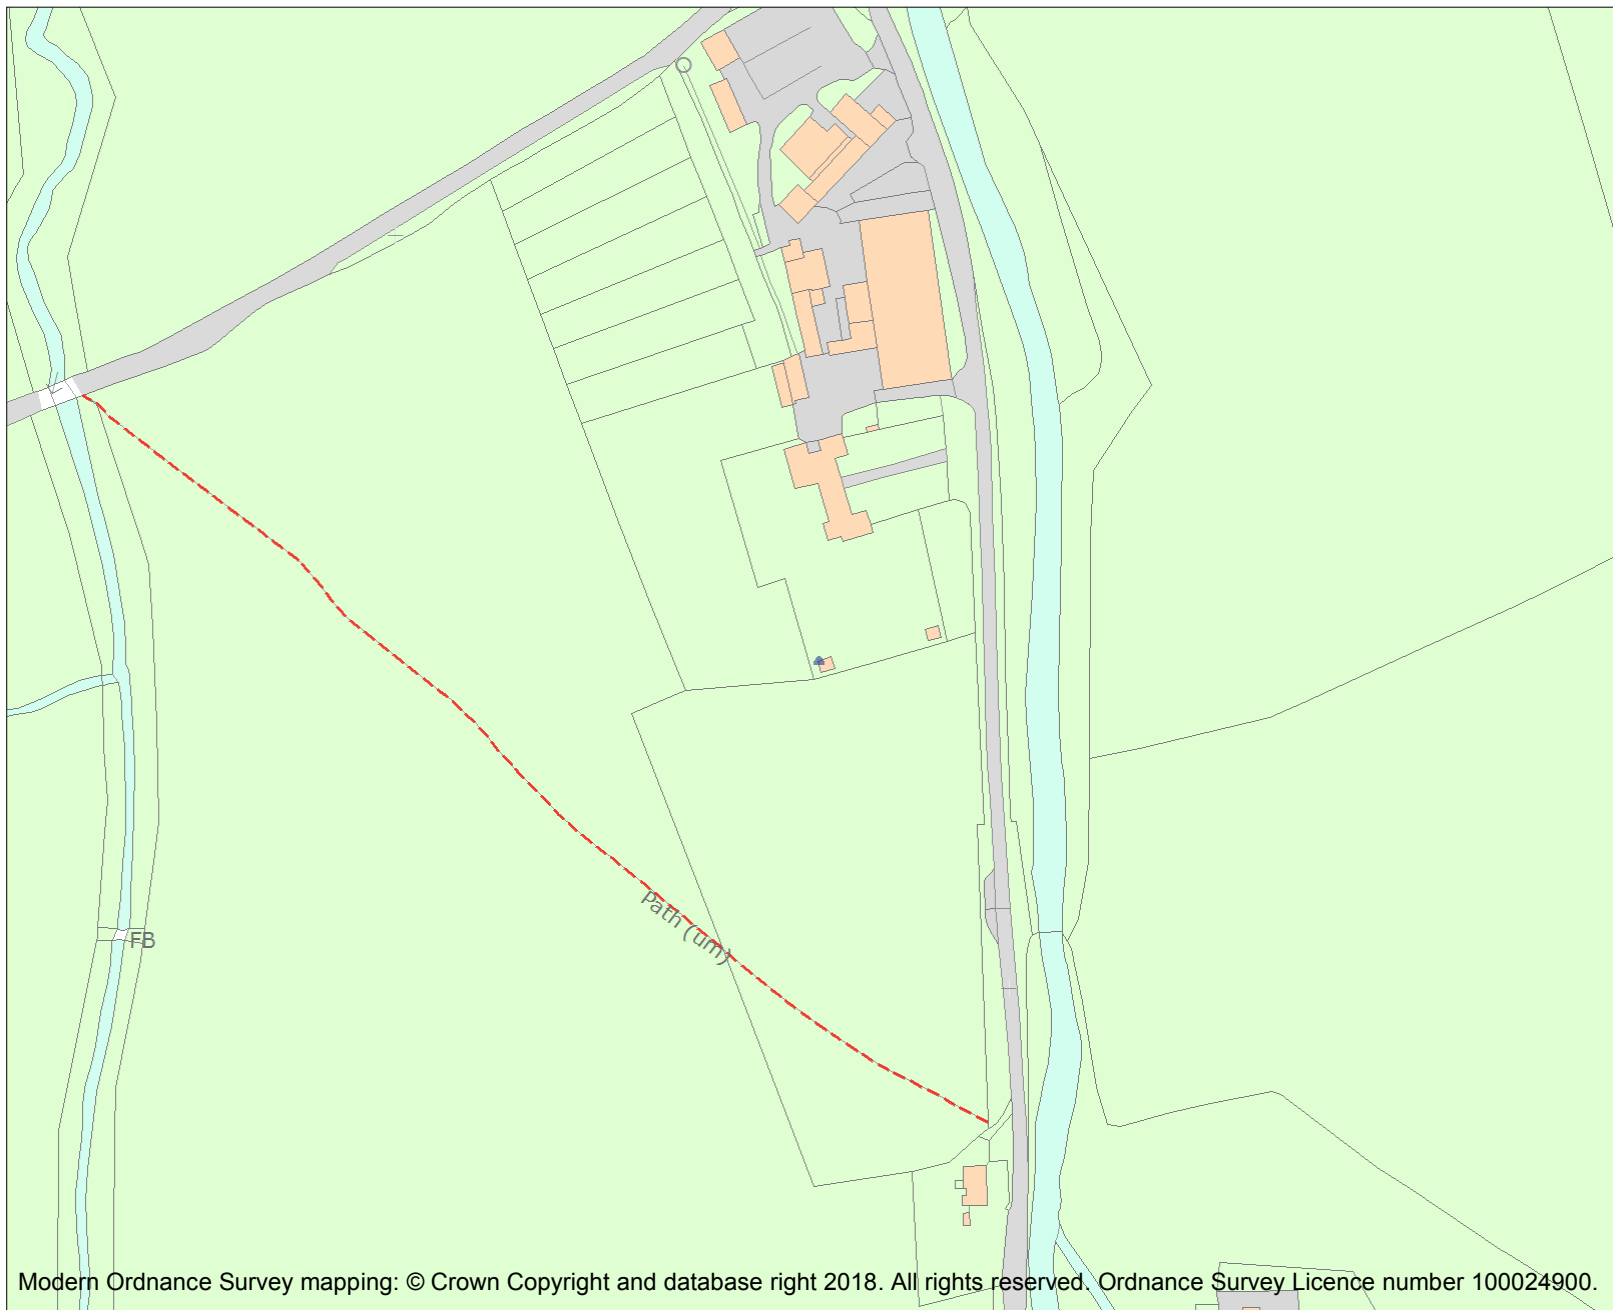 Path (um)
FB
Modern Ordnance Survey mapping: © Crown Copyright and database right 2018. All rights reserved. Ordnance Survey Licence number 100024900.